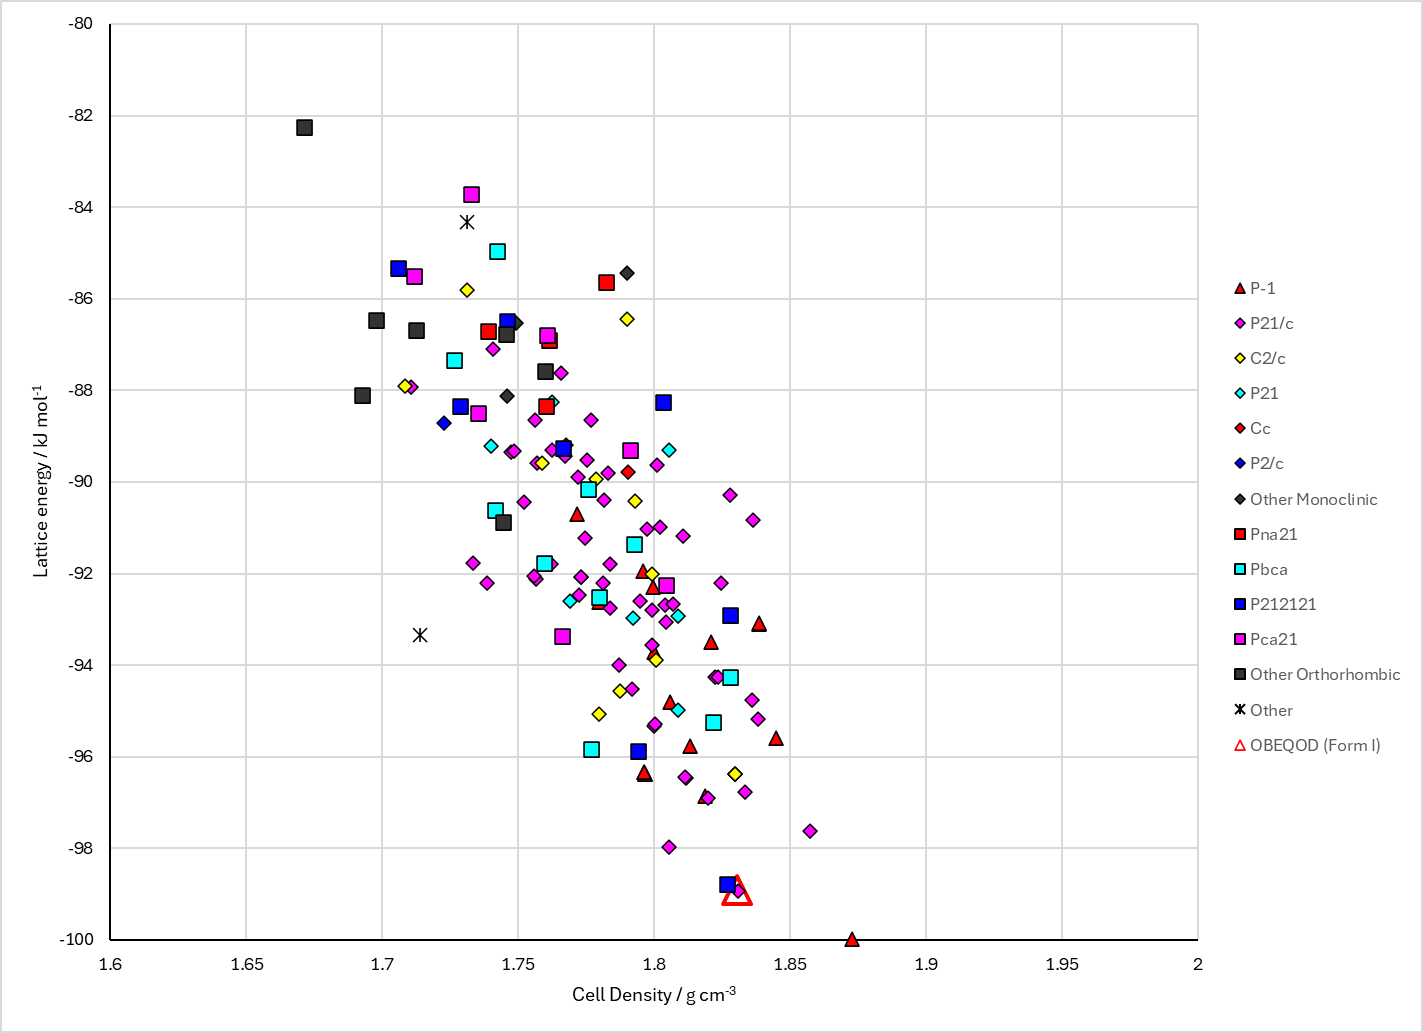 -80
-82
-84
-86
-88
-90
-92
-94
-96
-98
-100
Lattice energy / kJ mol-1
1.6 1.65 1.7 1.75 1.8 1.85 1.9 1.95 2
Cell Density / g cm-3
P-1
P21/c
C2/c
P21
Cc
P2/c
Other Monoclinic
Pna21
Pbca
P212121
Pca21
Other Orthorhombic
Other
OBEQOD (Form I)